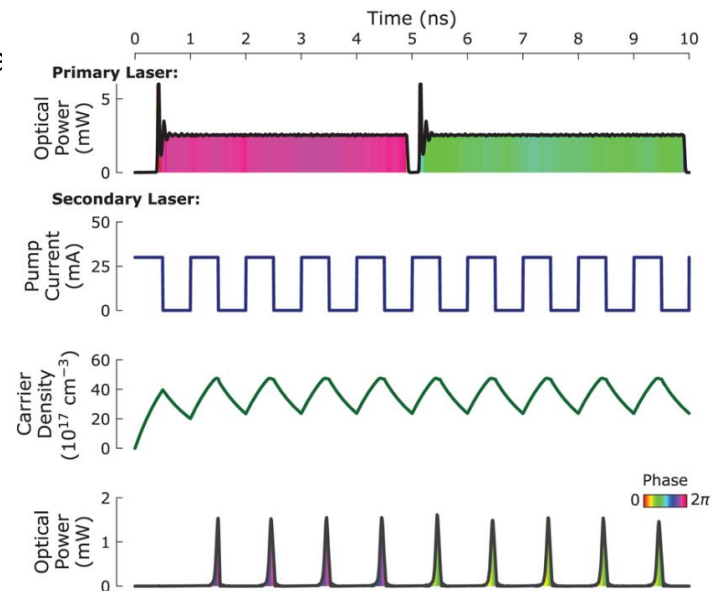 Time (ns)
0 1 2 3 4 5 6 7 8 9 10
Primary Laser:
Optical
Power
(mW)
5
0
Secondary Laser:
Pump
Current
(mA)
50
25
0
Carrier
Density
(10¹⁷ cm⁻³)
60
40
20
0
Phase
0 2π
Optical
Power
(mW)
2
1
0